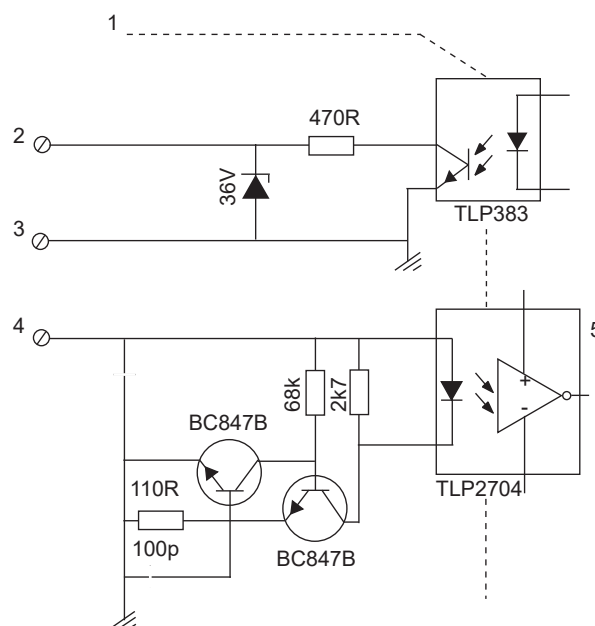 1
470R
2
36V
3
TLP383
4
5
68k
2k7
+
-
BC847B
110R
TLP2704
100p
BC847B